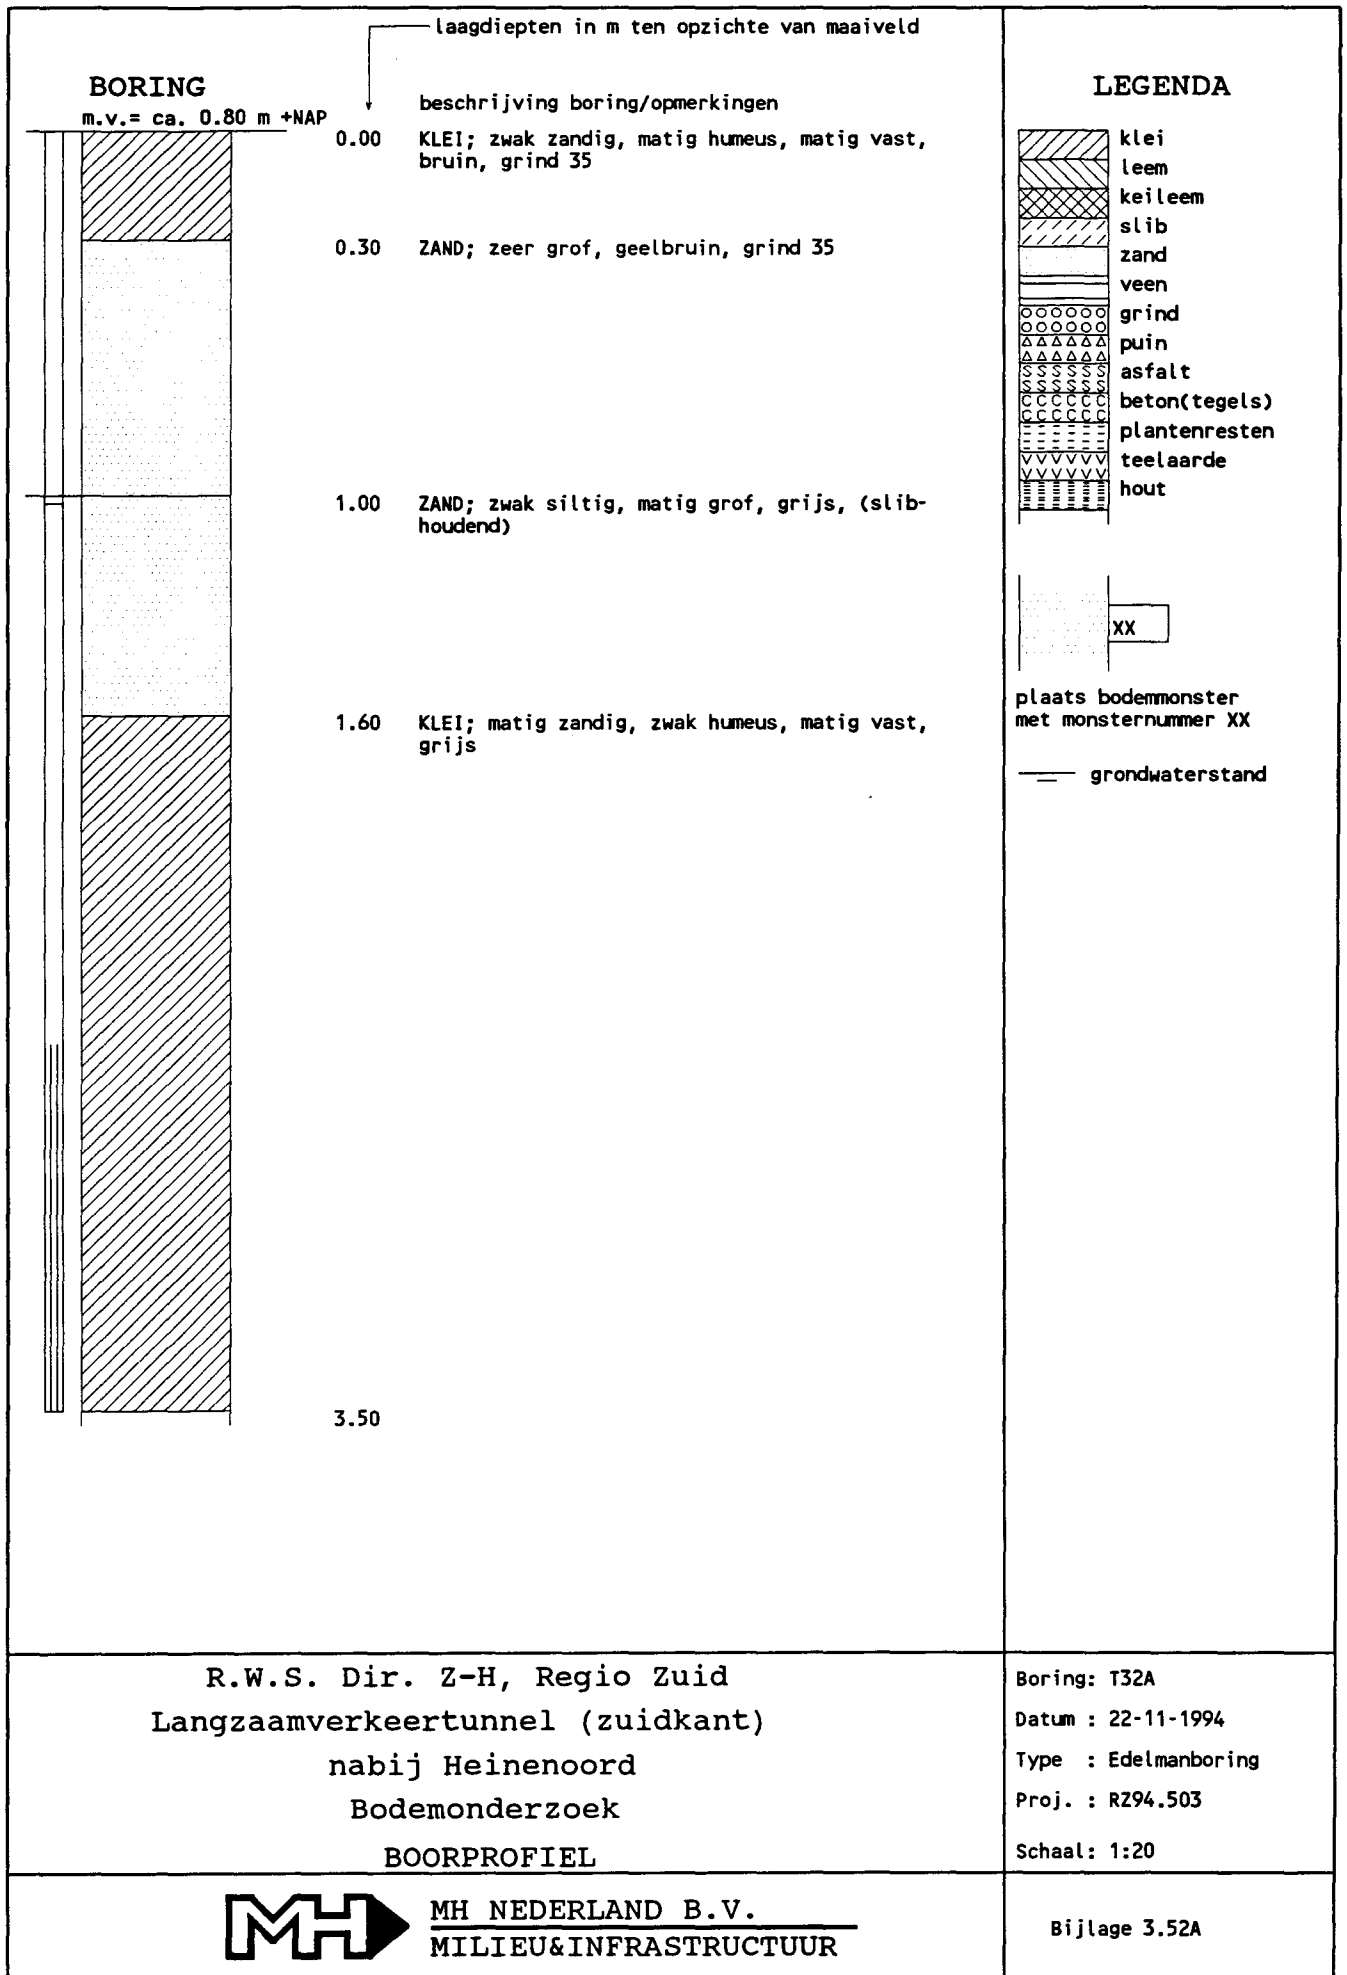 laagdiepten in m ten opzichte van maaiveld
BORING
m.v.= ca. 0.80 m +NAP
beschrijving boring/opmerkingen
0.00 KLEI; zwak zandig, matig humeus, matig vast,
bruin, grind 35
0.30 ZAND; zeer grof, geelbruin, grind 35
1.00 ZAND; zwak siltig, matig grof, grijs, (slib-
houdend)
1.60 KLEI; matig zandig, zwak humeus, matig vast,
grijs
3.50
LEGENDA
klei
leem
keileem
slib
zand
veen
grind
puin
asfalt
beton(tegels)
plantenresten
teelaarde
hout
XX
plaats bodemmonster
met monsternummer XX
grondwaterstand
R.W.S. Dir. Z-H, Regio Zuid
Langzaamverkeertunnel (zuidkant)
nabij Heinenoord
Bodemonderzoek
BOORPROFIEL
Boring: T32A
Datum : 22-11-1994
Type : Edelmanboring
Proj. : RZ94.503
Schaal: 1:20
MH
MH NEDERLAND B.V.
MILIEU&INFRASTRUCTUUR
Bijlage 3.52A